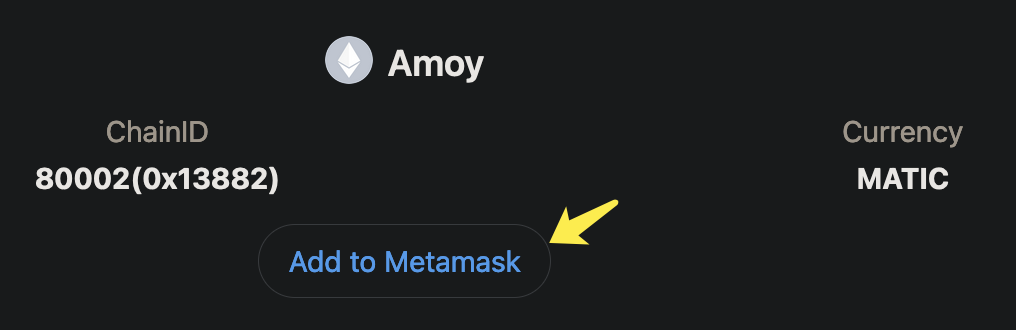 Amoy
ChainID
Currency
80002(0x13882)
MATIC
Add to Metamask